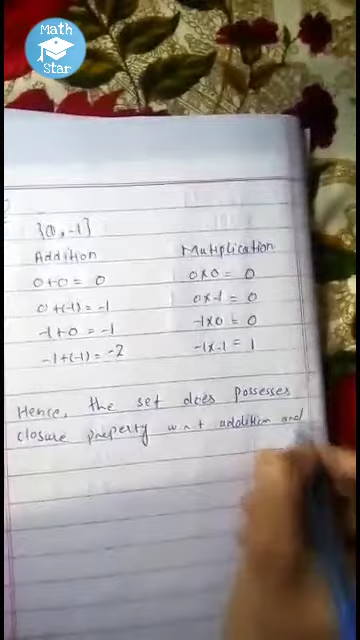 Math
Star
{0, -1}
Addition Multiplication
0+0 = 0 0×0 = 0
0+(-1) = -1 0×-1 = 0
-1+0 = -1 -1×0 = 0
-1+(-1) = -2 -1×-1 = 1
Hence, the set does possesses
closure property w.r.t addition and